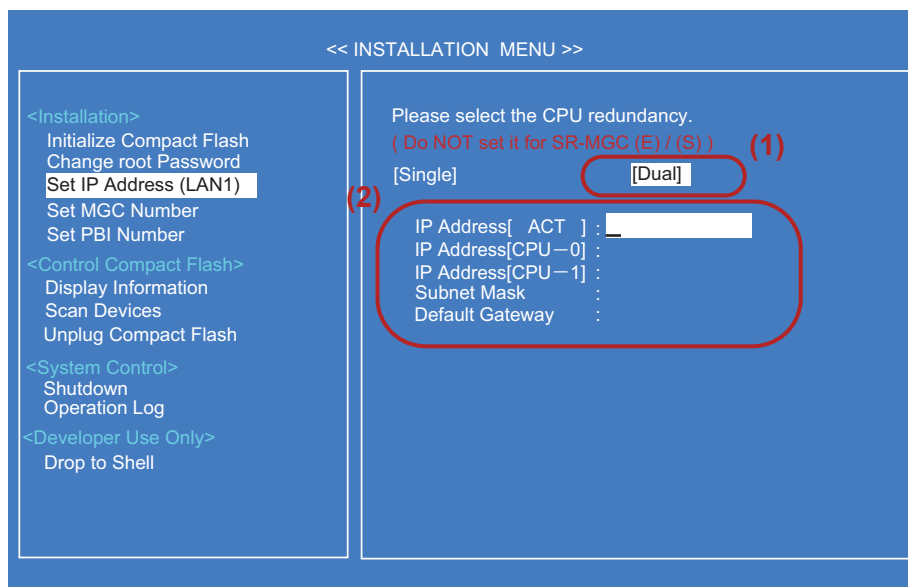 << INSTALLATION MENU >>
<Installation>
Initialize Compact Flash
Change root Password
Set IP Address (LAN1)
Set MGC Number
Set PBI Number
<Control Compact Flash>
Display Information
Scan Devices
Unplug Compact Flash
<System Control>
Shutdown
Operation Log
<Developer Use Only>
Drop to Shell
Please select the CPU redundancy.
( Do NOT set it for SR-MGC (E) / (S) )
(1)
[Single] [Dual]
(2)
IP Address[ ACT ] : _
IP Address[CPU－0] :
IP Address[CPU－1] :
Subnet Mask :
Default Gateway :